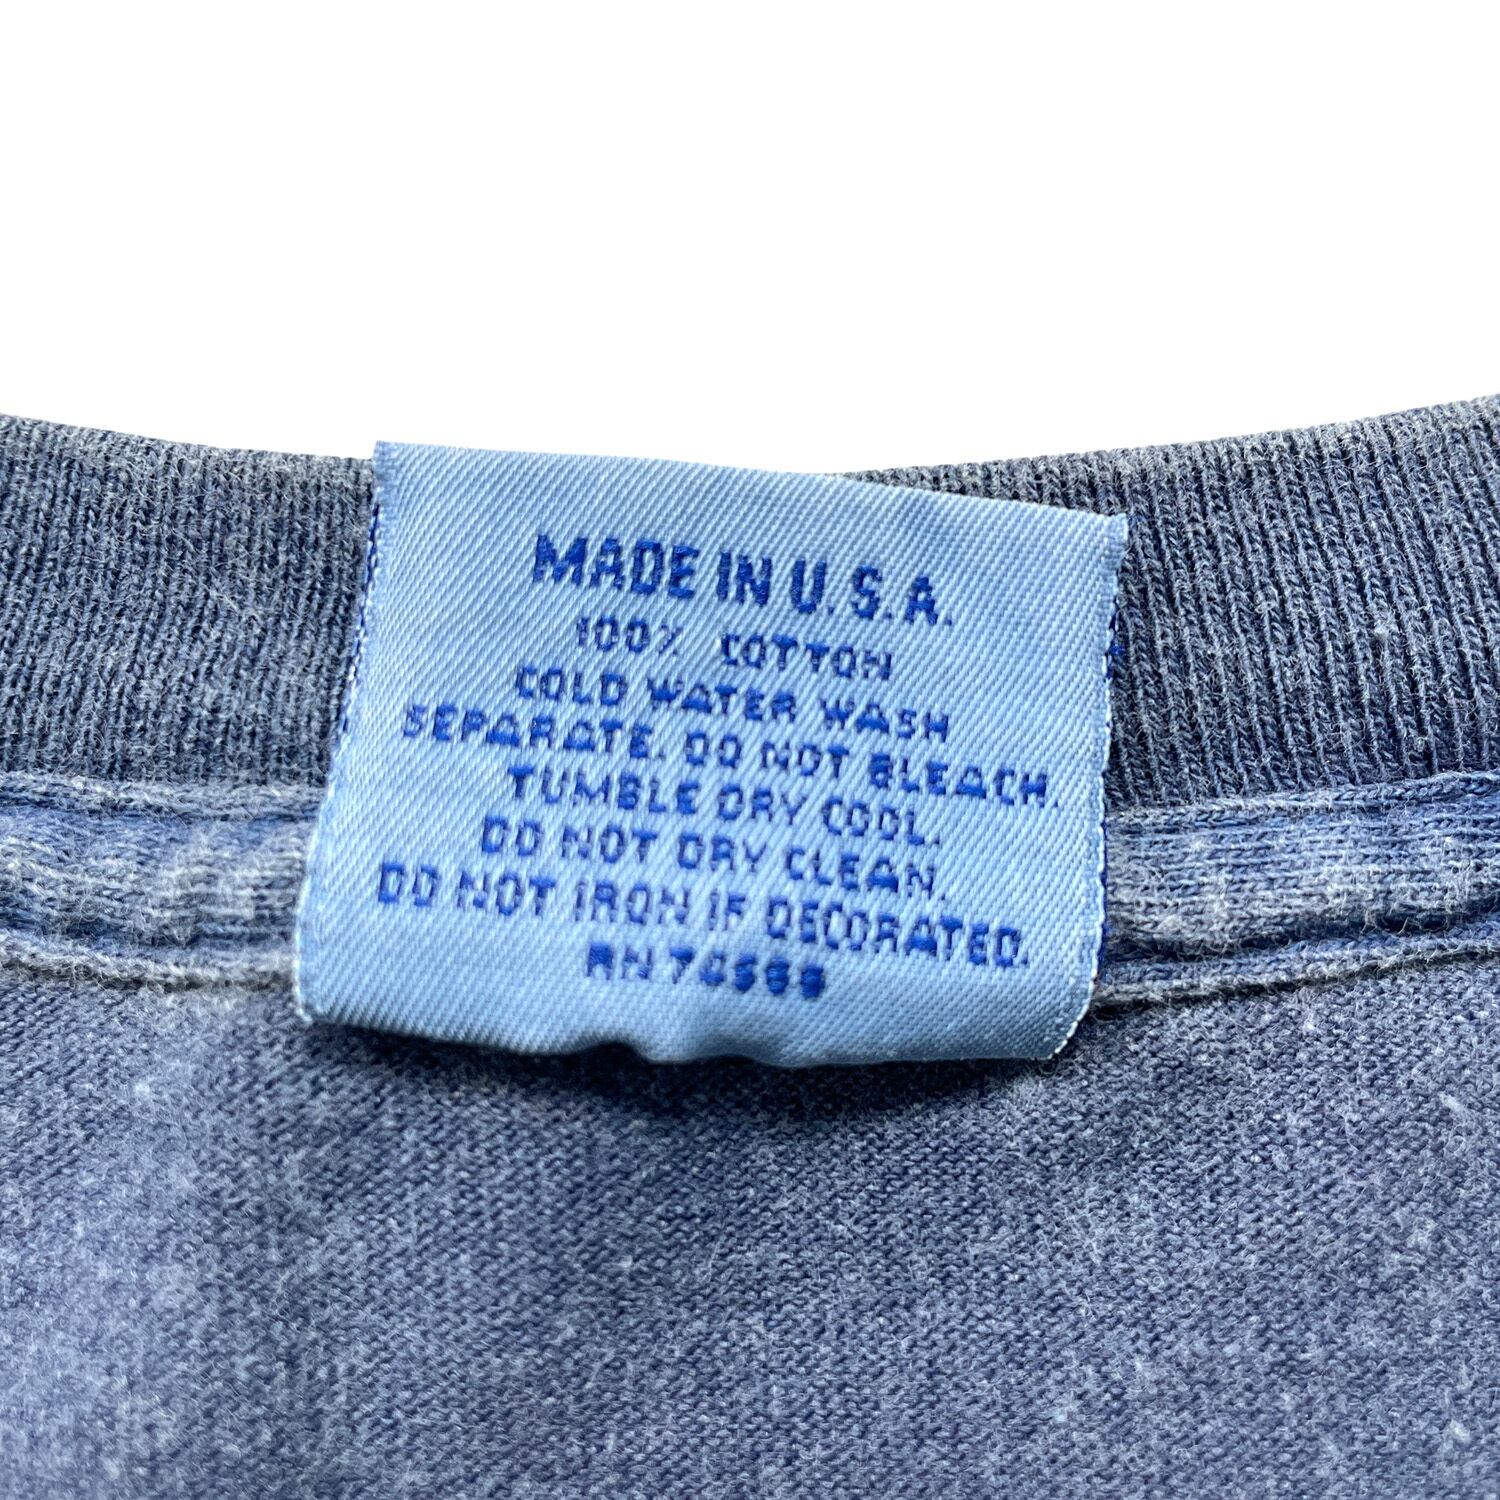 MADE IN U.S.A.
100% COTTON
COLD WATER WASH
SEPARATE. DO NOT BLEACH.
TUMBLE DRY COOL.
DO NOT DRY CLEAN.
DO NOT IRON IF DECORATED.
RN